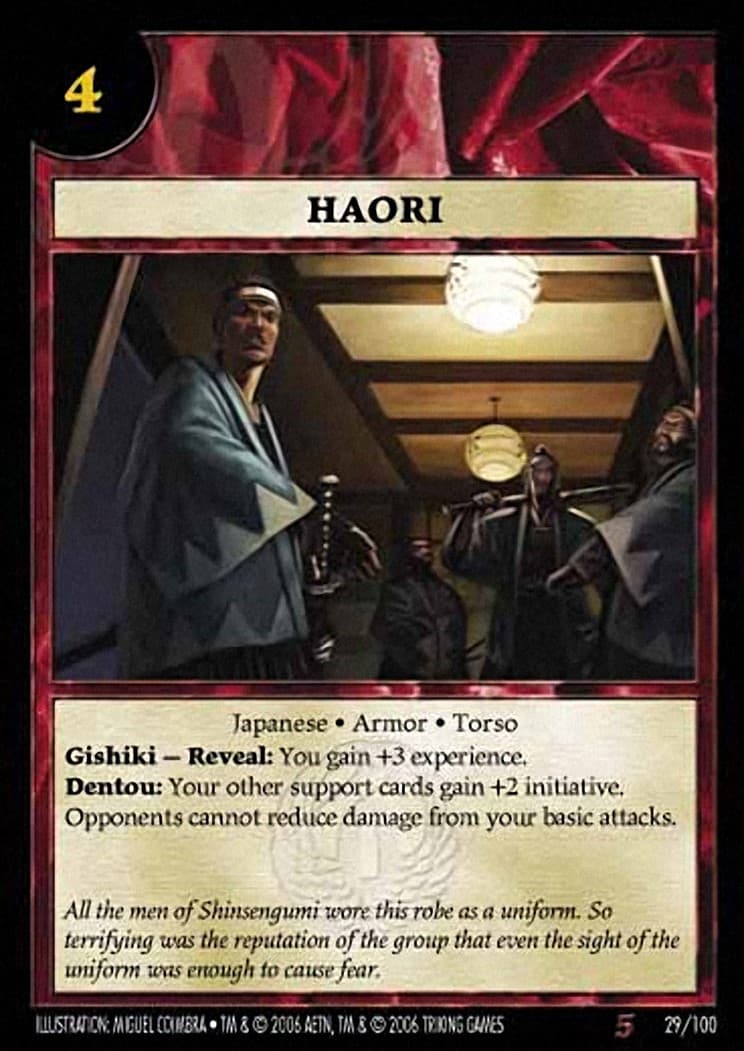 4
HAORI
Japanese • Armor • Torso
Gishiki – Reveal: You gain +3 experience.
Dentou: Your other support cards gain +2 initiative.
Opponents cannot reduce damage from your basic attacks.
All the men of Shinsengumi wore this robe as a uniform. So
terrifying was the reputation of the group that even the sight of the
uniform was enough to cause fear.
ILLUSTRATION: MIGUEL COIMBRA • TM & © 2006 AETN, TM & © 2006 TRIKING GAMES
5 29/100